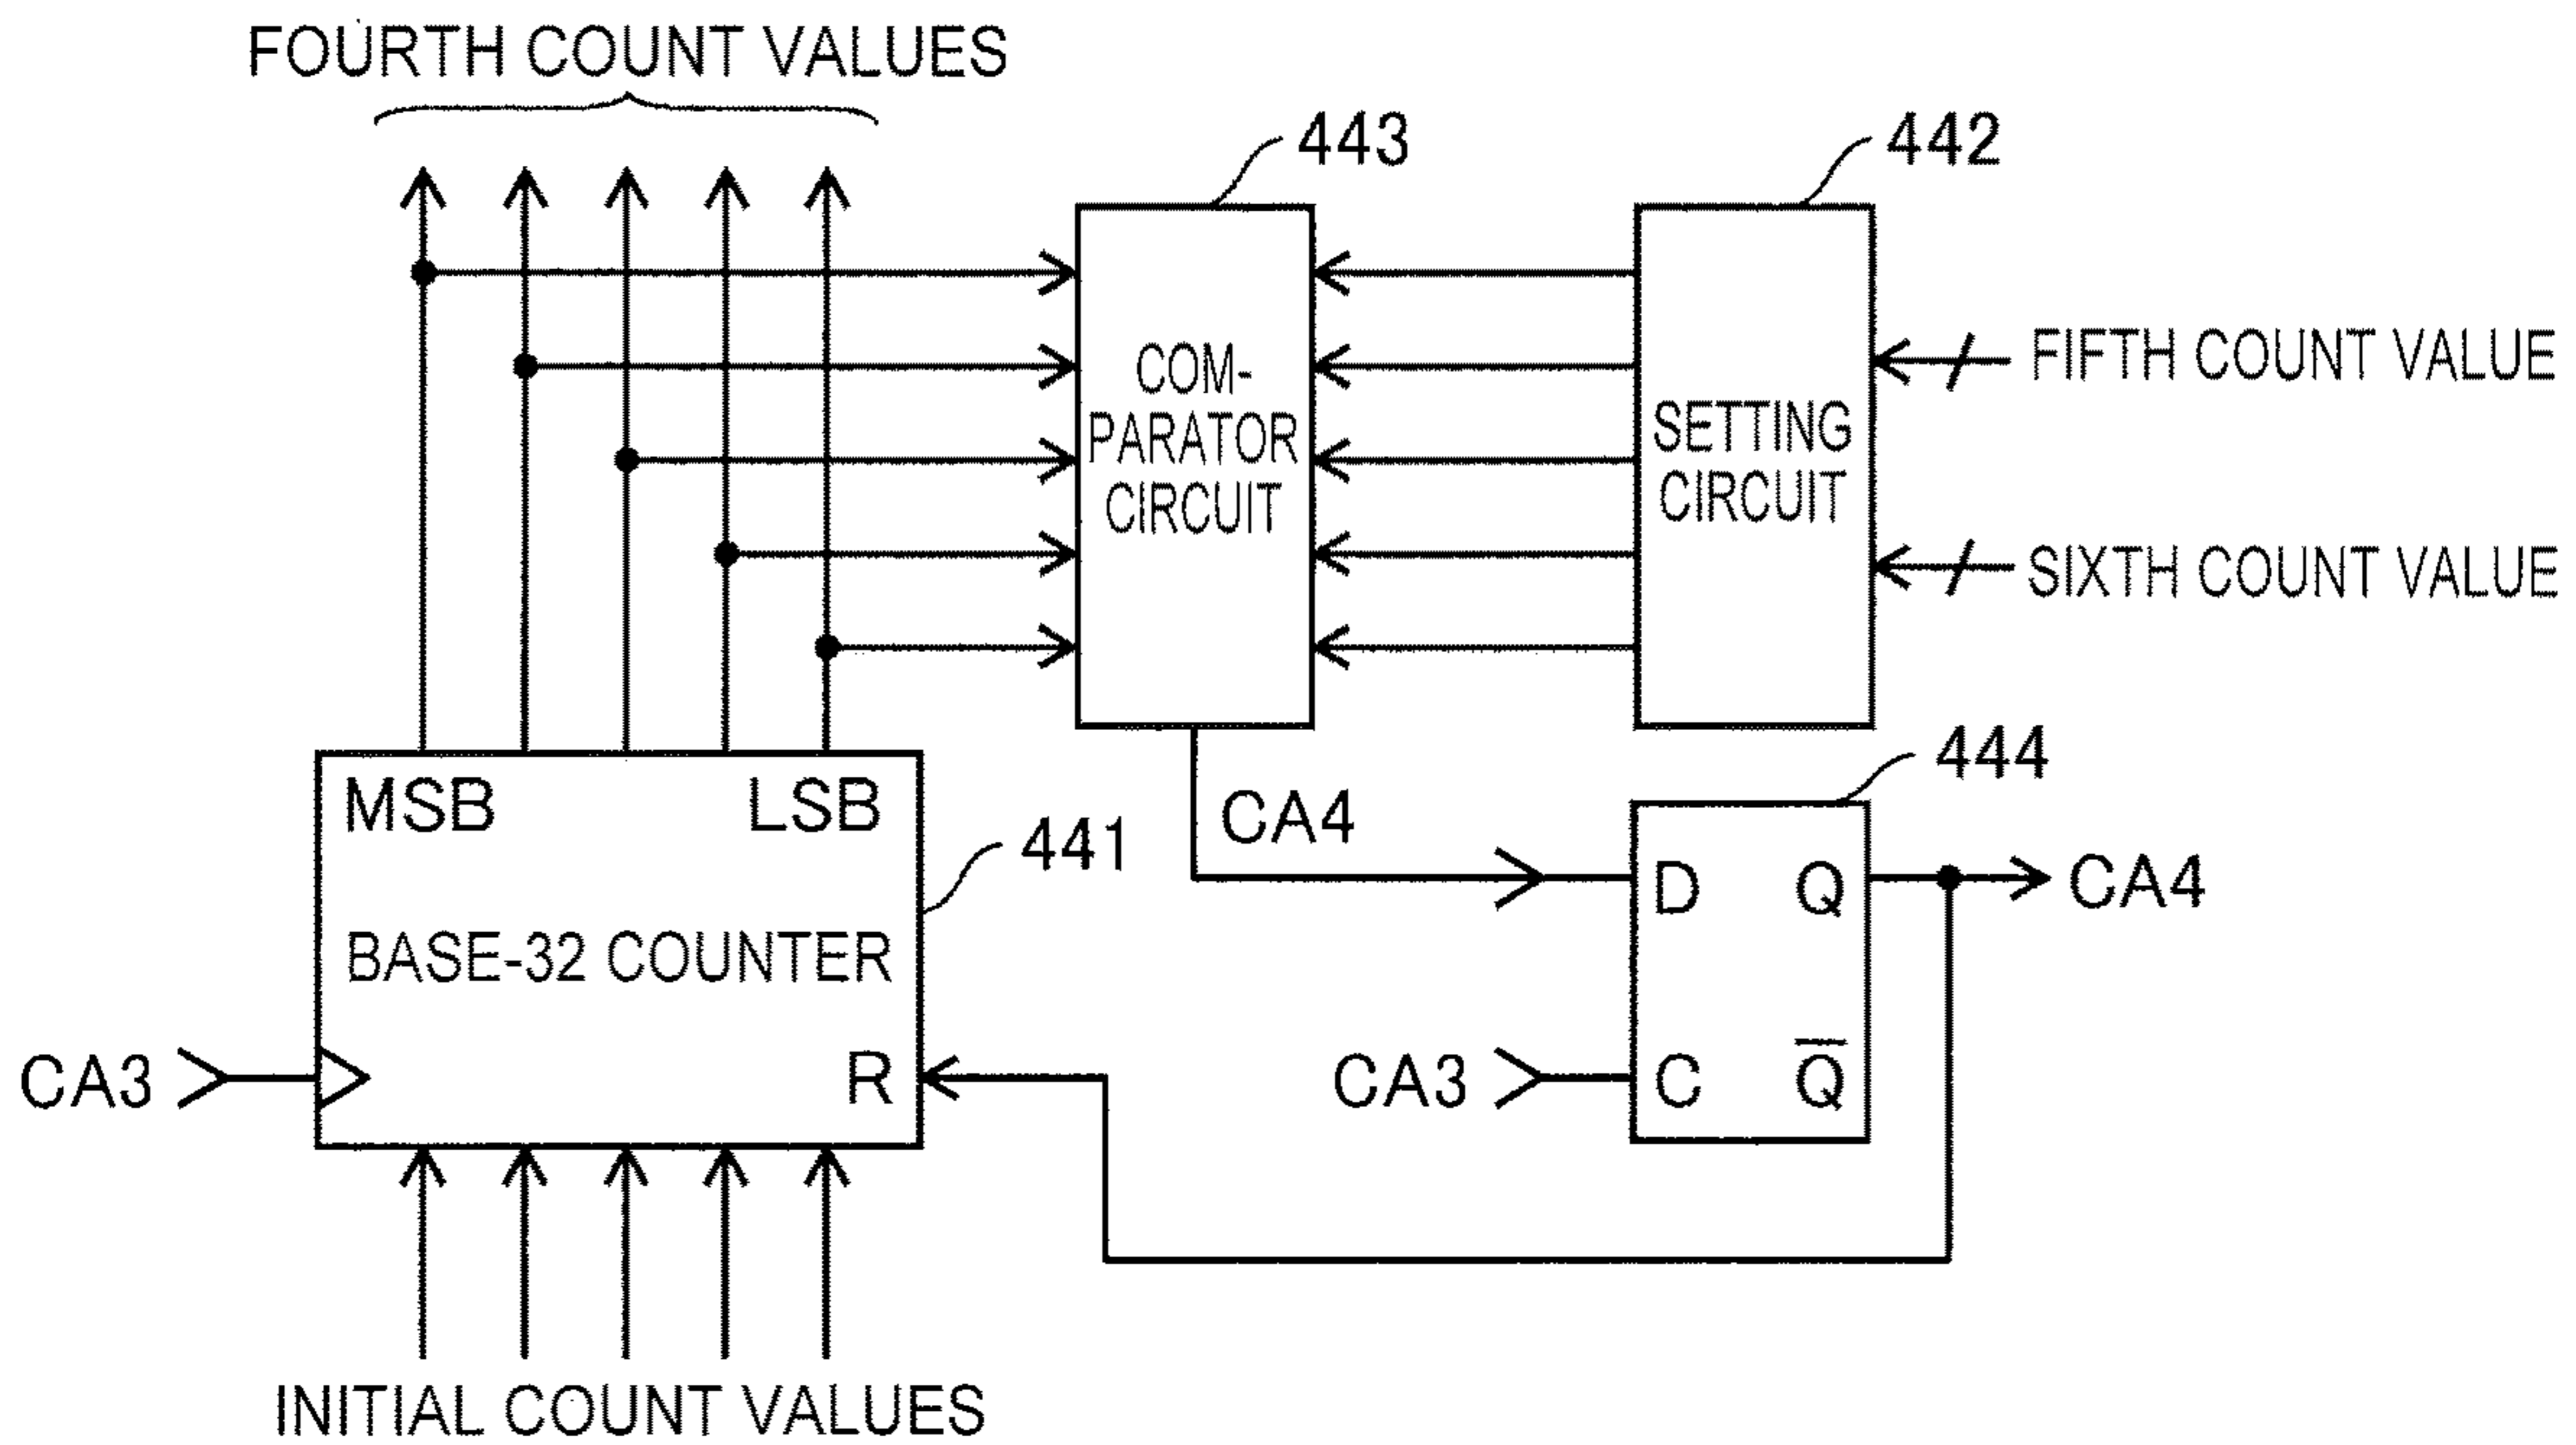 FOURTH COUNT VALUES
443
442
COM-
PARATOR
CIRCUIT
SETTING
CIRCUIT
FIFTH COUNT VALUE
SIXTH COUNT VALUE
MSB
LSB
441
BASE-32 COUNTER
CA3
R
INITIAL COUNT VALUES
CA4
444
D
Q
CA4
CA3
C
Q̅